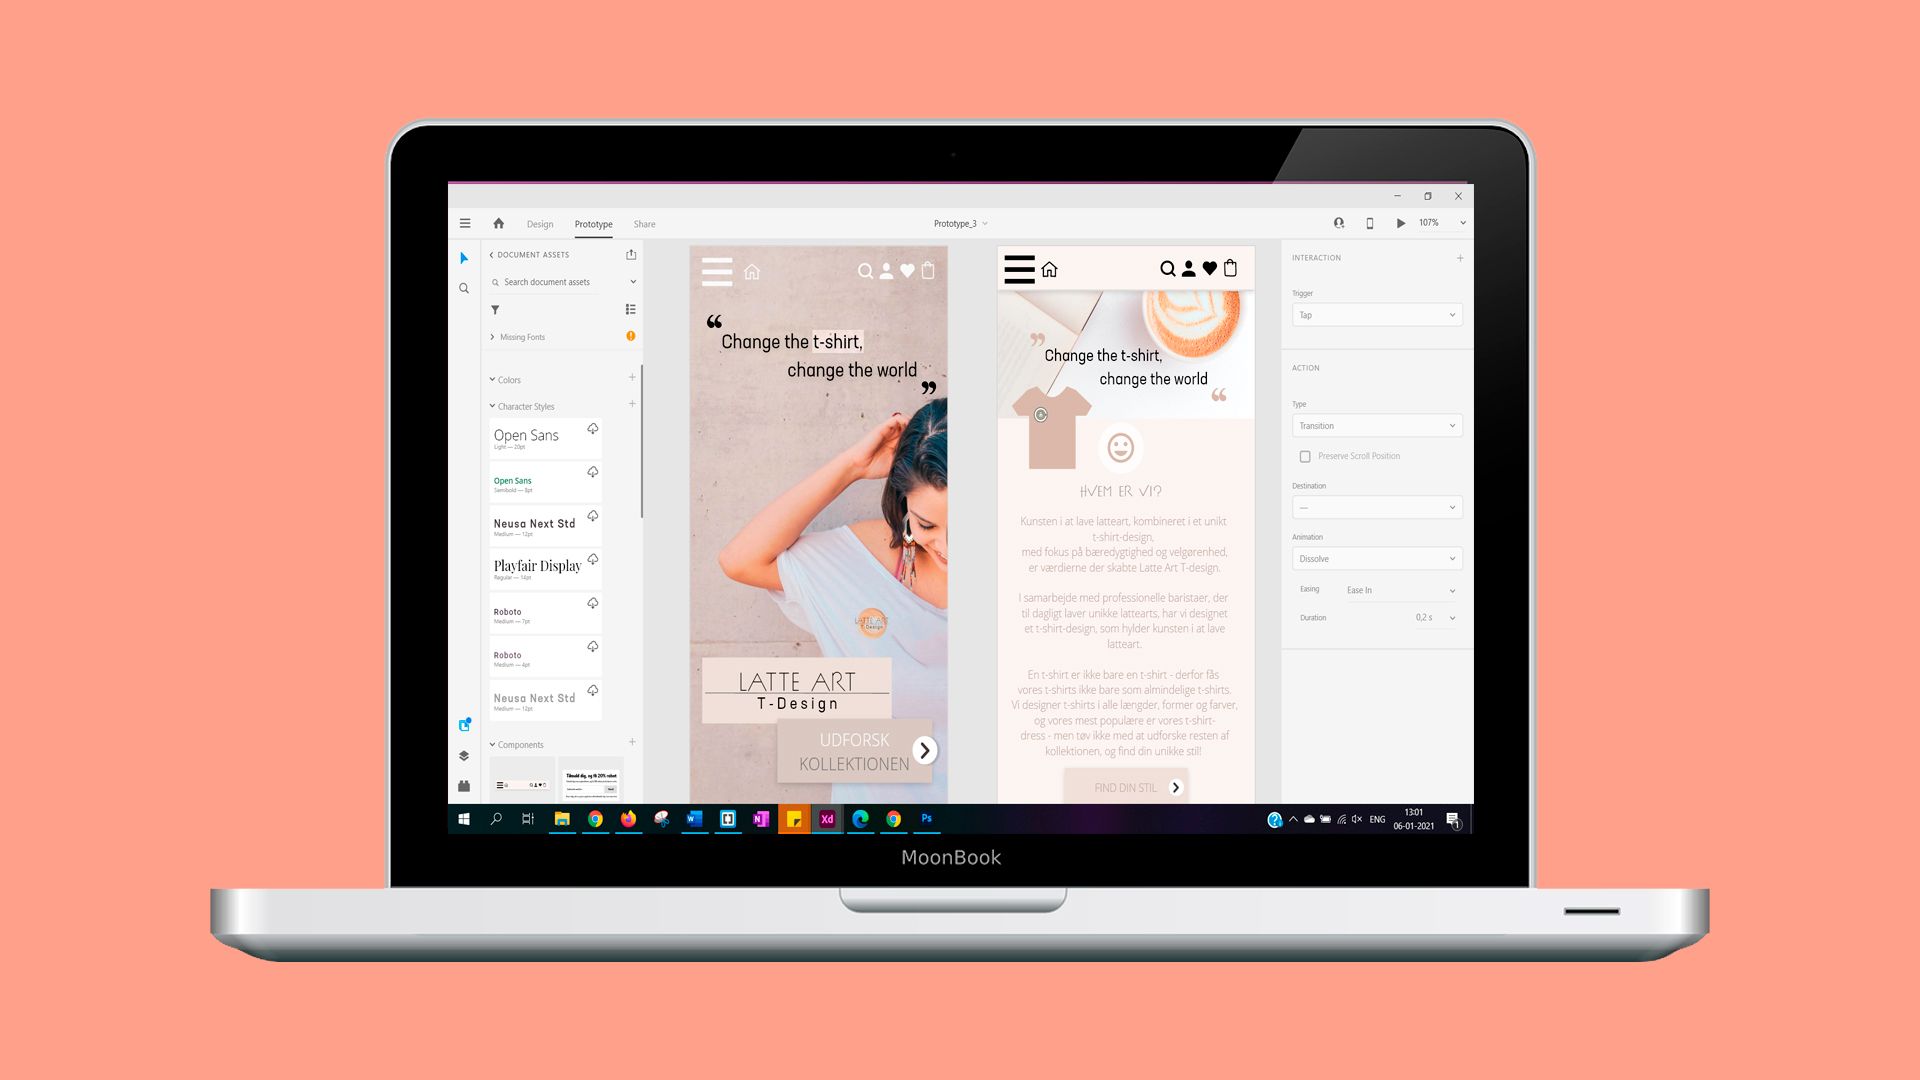 Design
Prototype
Share
Prototype_3
107%
DOCUMENT ASSETS
Search document assets
Missing Fonts
Colors
Character Styles
Open Sans
Light — 20pt
Open Sans
Semibold — 8pt
Neusa Next Std
Medium — 12pt
Playfair Display
Regular — 14pt
Roboto
Medium — 7pt
Roboto
Medium — 4pt
Neusa Next Std
Medium — 12pt
Components
Tilmeld dig, og få 20% rabat
“
Change the t-shirt,
change the world
”
LATTE ART
T-Design
LATTE ART
T-Design
UDFORSK
KOLLEKTIONEN
”
Change the t-shirt,
change the world
“
HVEM ER VI?
Kunsten i at lave latteart, kombineret i et unikt
t-shirt-design,
med fokus på bæredygtighed og velgørenhed,
er værdierne der skabte Latte Art T-design.
I samarbejde med professionelle baristaer, der
til dagligt laver unikke lattearts, har vi designet
et t-shirt-design, som hylder kunsten i at lave
latteart.
En t-shirt er ikke bare en t-shirt - derfor fås
vores t-shirts ikke bare som almindelige t-shirts.
Vi designer t-shirts i alle længder, former og farver,
og vores mest populære er vores t-shirt-
dress - men tøv ikke med at udforske resten af
kollektionen, og find din unikke stil!
FIND DIN STIL
INTERACTION
Trigger
Tap
ACTION
Type
Transition
Preserve Scroll Position
Destination
—
Animation
Dissolve
Easing
Ease In
Duration
0,2 s
W
N
Xd
Ps
ENG
13:01
06-01-2021
1
MoonBook